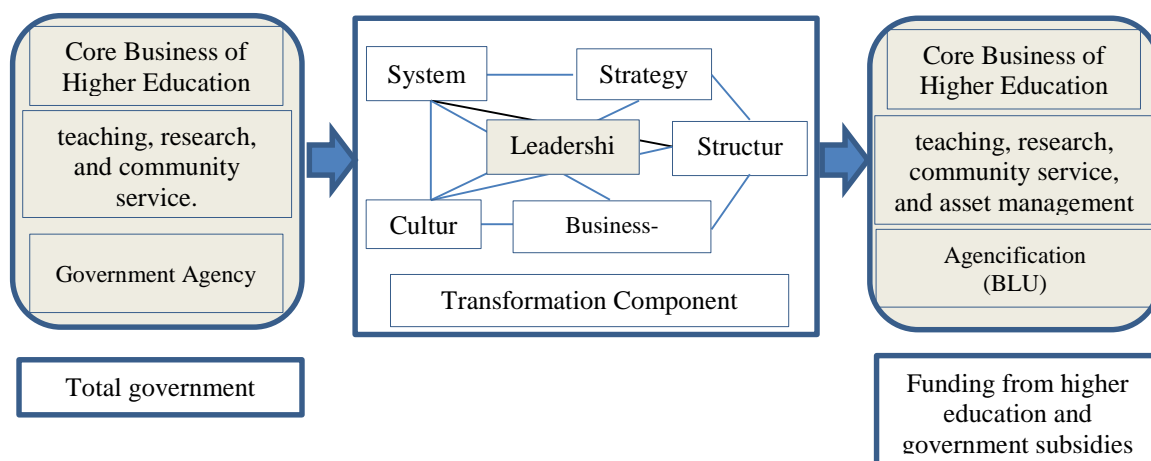 Core Business of
Higher Education
teaching, research,
and community
service.
Government Agency
Total government
System
Strategy
Leadershi
Structur
Cultur
Business-
Transformation Component
Core Business of
Higher Education
teaching, research,
community service,
and asset management
Agencification
(BLU)
Funding from higher
education and
government subsidies